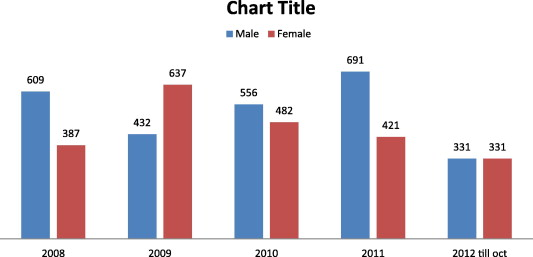 Chart Title
Male Female
609 387 432 637 556 482 691 421 331 331
2008 2009 2010 2011 2012 till oct